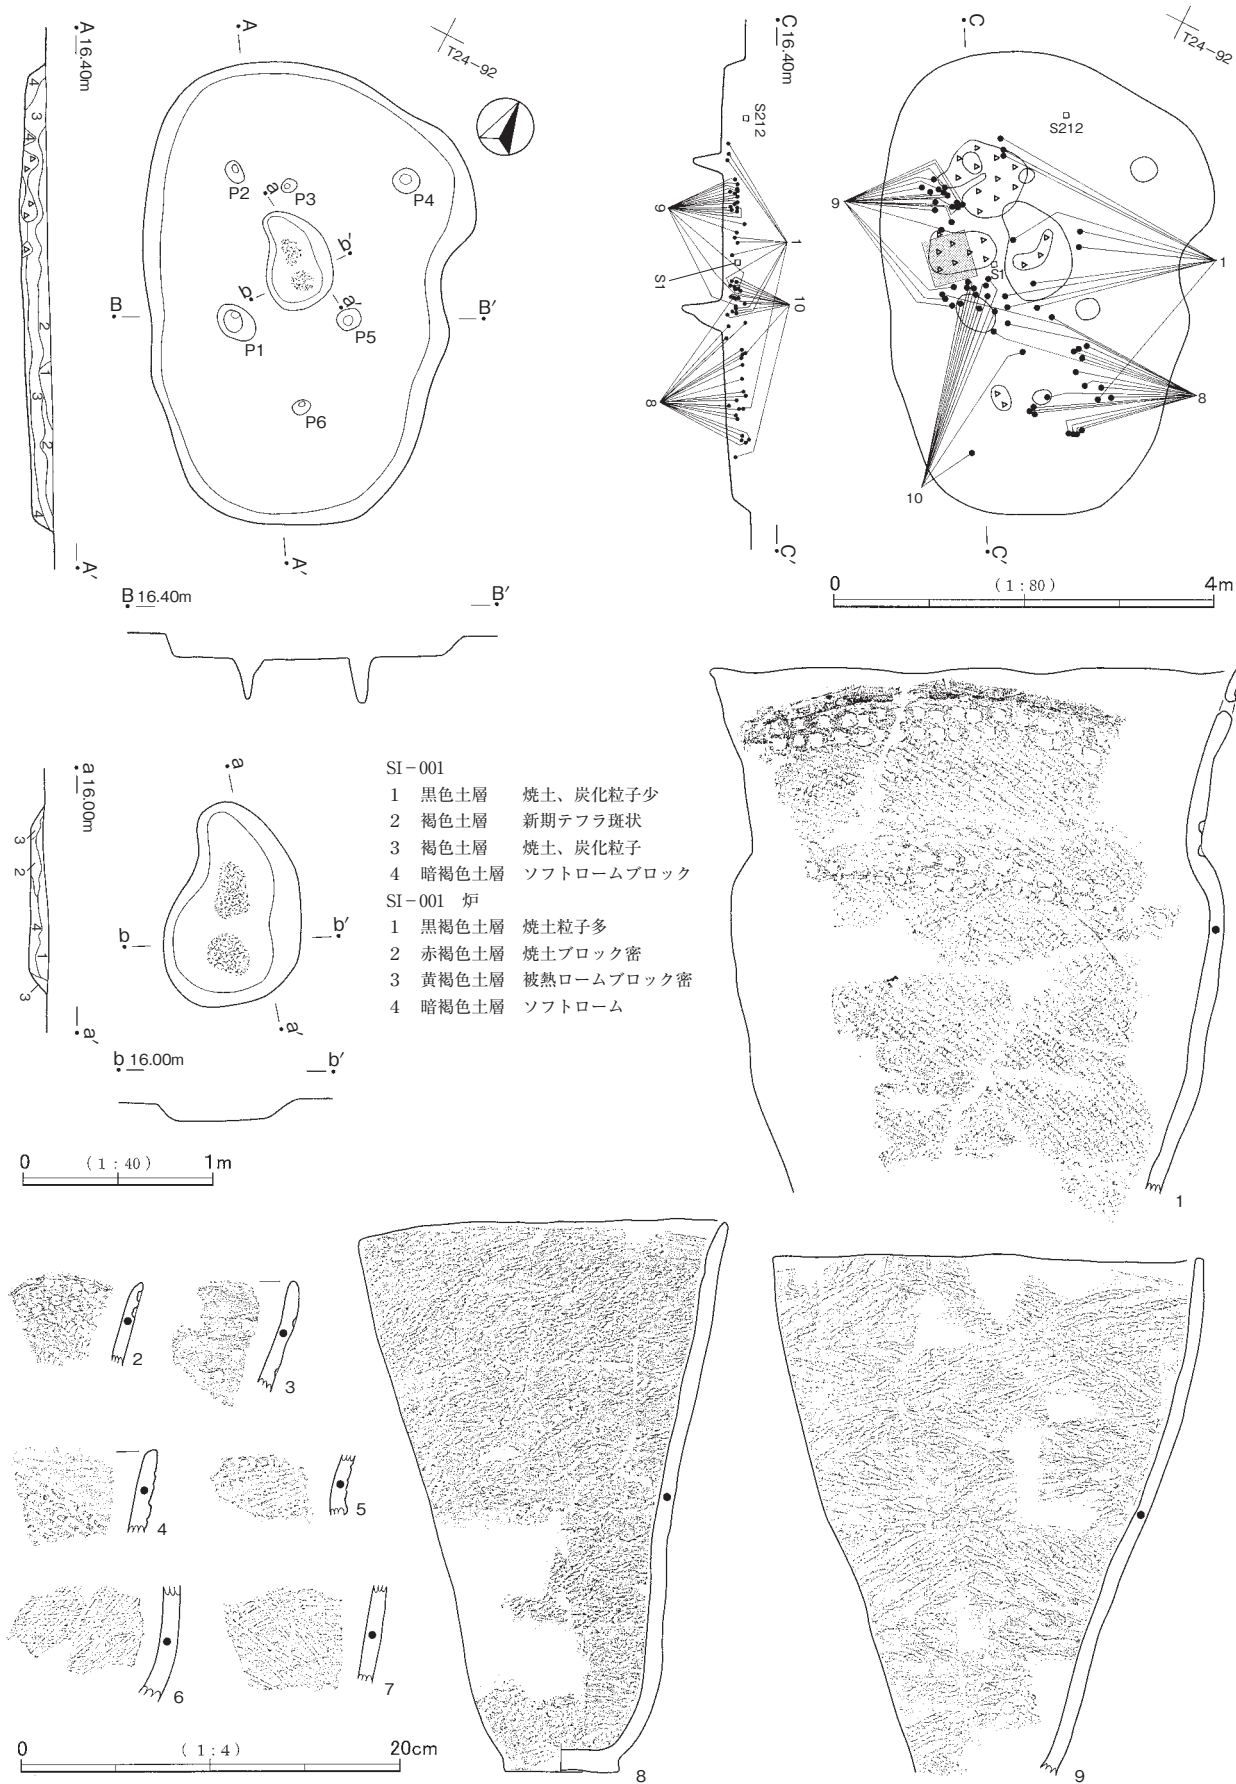 A 16.40m
A
T24-92
P2
P3
P4
a
b′
b
a′
B
B′
P1
P5
P6
4
3
4
2
1
3
2
4
A′
A′
C 16.40m
C
T24-92
S212
S212
9
1
S1
10
8
9
S1
1
8
10
C′
C′
0 (1:80) 4m
B 16.40m
B′
a 16.00m
a
3
2
4
1
3
b
b′
a′
a′
b 16.00m
b′
0 (1:40) 1m
SI-001
1 黒色土層 焼土、炭化粒子少
2 褐色土層 新期テフラ斑状
3 褐色土層 焼土、炭化粒子
4 暗褐色土層 ソフトロームブロック
SI-001 炉
1 黒褐色土層 焼土粒子多
2 赤褐色土層 焼土ブロック密
3 黄褐色土層 被熱ロームブロック密
4 暗褐色土層 ソフトローム
1
2
3
4
5
6
7
8
9
0 (1:4) 20cm